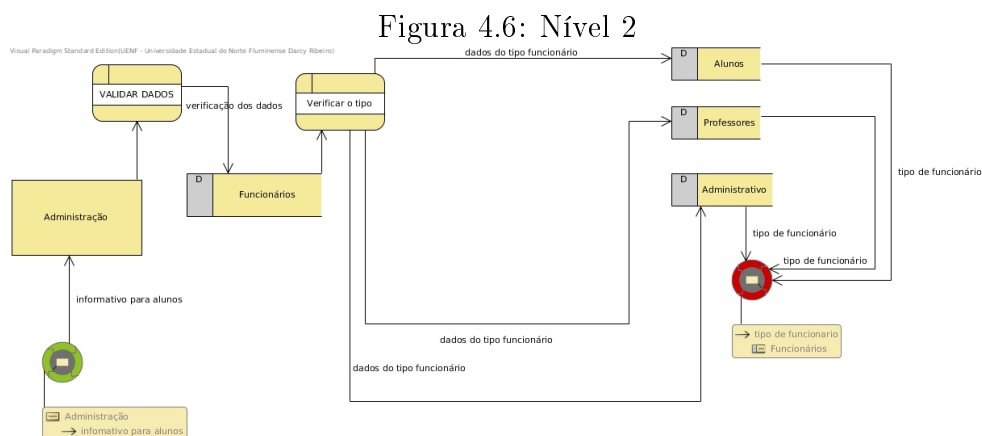 Figura 4.6: Nível 2
Visual Paradigm Standard Edition(UENF - Universidade Estadual do Norte Fluminense Darcy Ribeiro)
dados do tipo funcionário
D
Alunos
VALIDAR DADOS
verificação dos dados
Verificar o tipo
D
Professores
tipo de funcionário
D
Funcionários
D
Administrativo
Administração
tipo de funcionário
tipo de funcionário
informativo para alunos
dados do tipo funcionário
tipo de funcionario
Funcionários
dados do tipo funcionário
Administração
infomativo para alunos